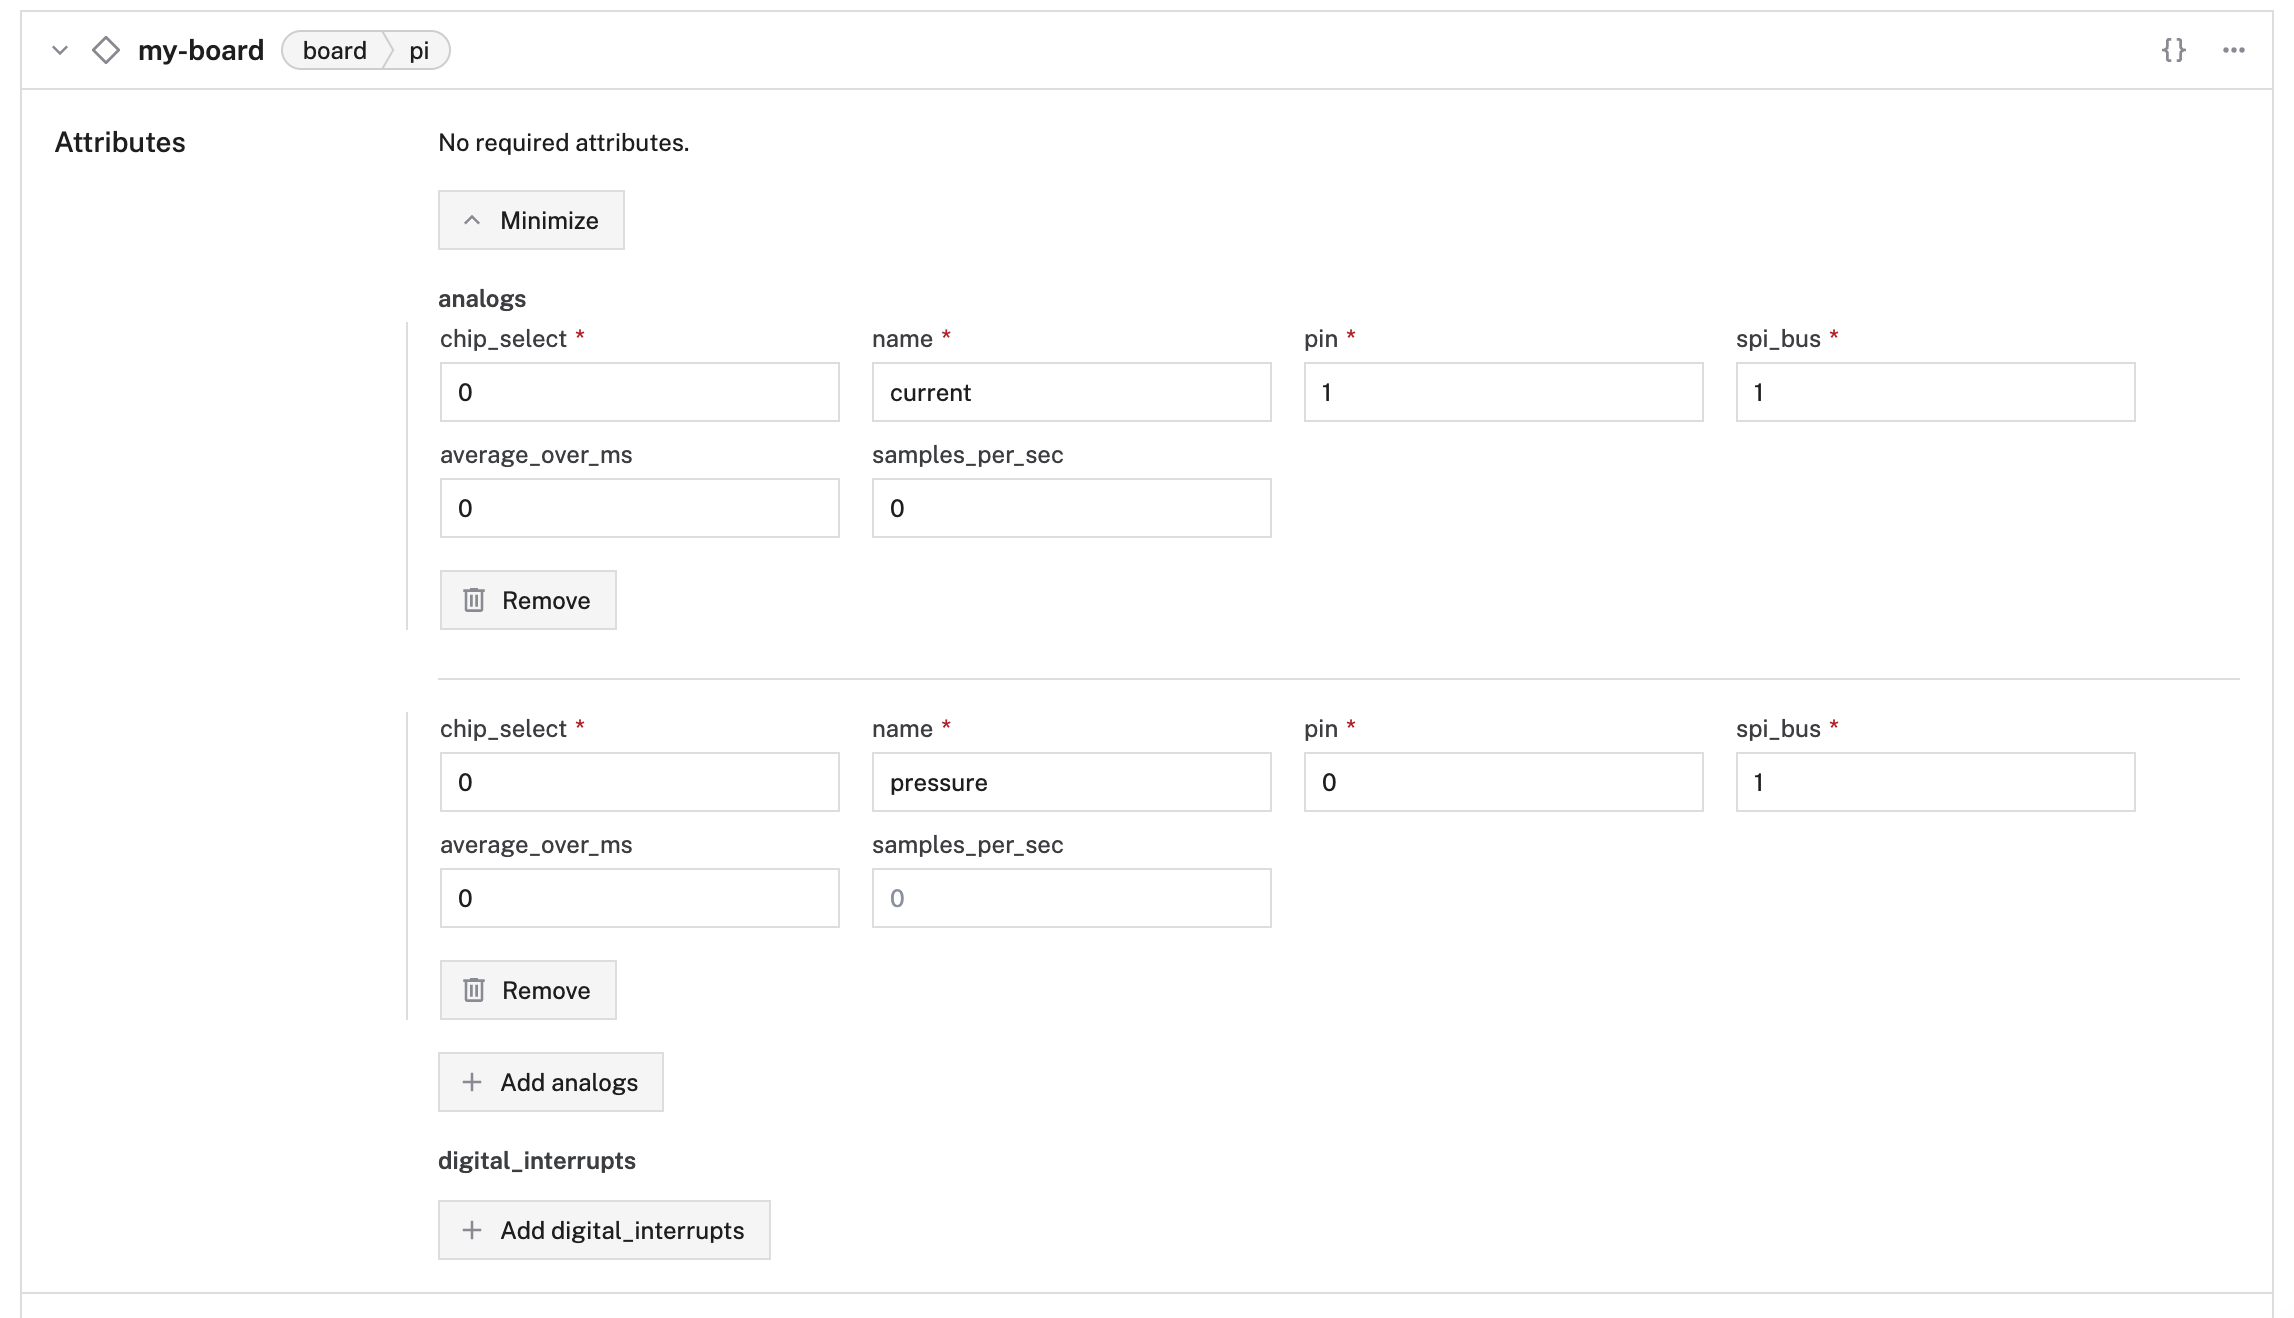 my-board board pi {} ...
Attributes No required attributes.
Minimize
analogs
chip_select * name * pin * spi_bus *
0 current 1 1
average_over_ms samples_per_sec
0 0
Remove
chip_select * name * pin * spi_bus *
0 pressure 0 1
average_over_ms samples_per_sec
0 0
Remove
+ Add analogs
digital_interrupts
+ Add digital_interrupts